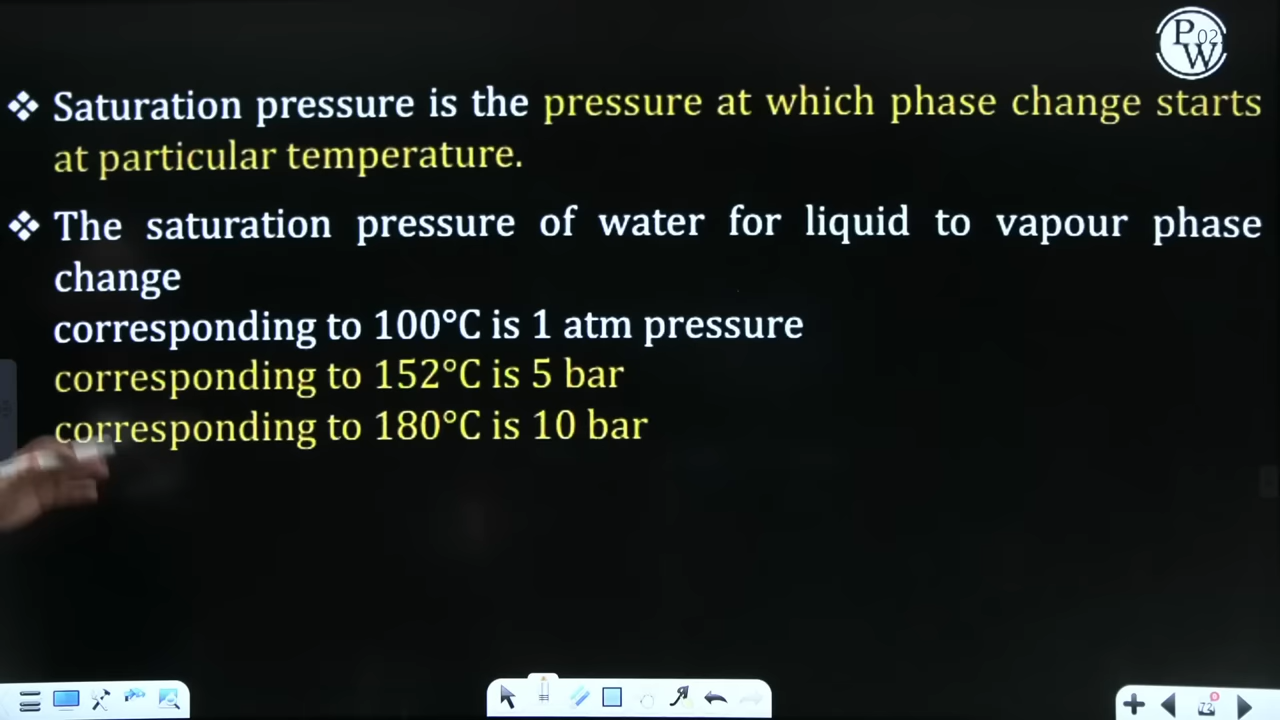 P 02
W
❖ Saturation pressure is the pressure at which phase change starts
at particular temperature.
❖ The saturation pressure of water for liquid to vapour phase
change
corresponding to 100°C is 1 atm pressure
corresponding to 152°C is 5 bar
corresponding to 180°C is 10 bar
72